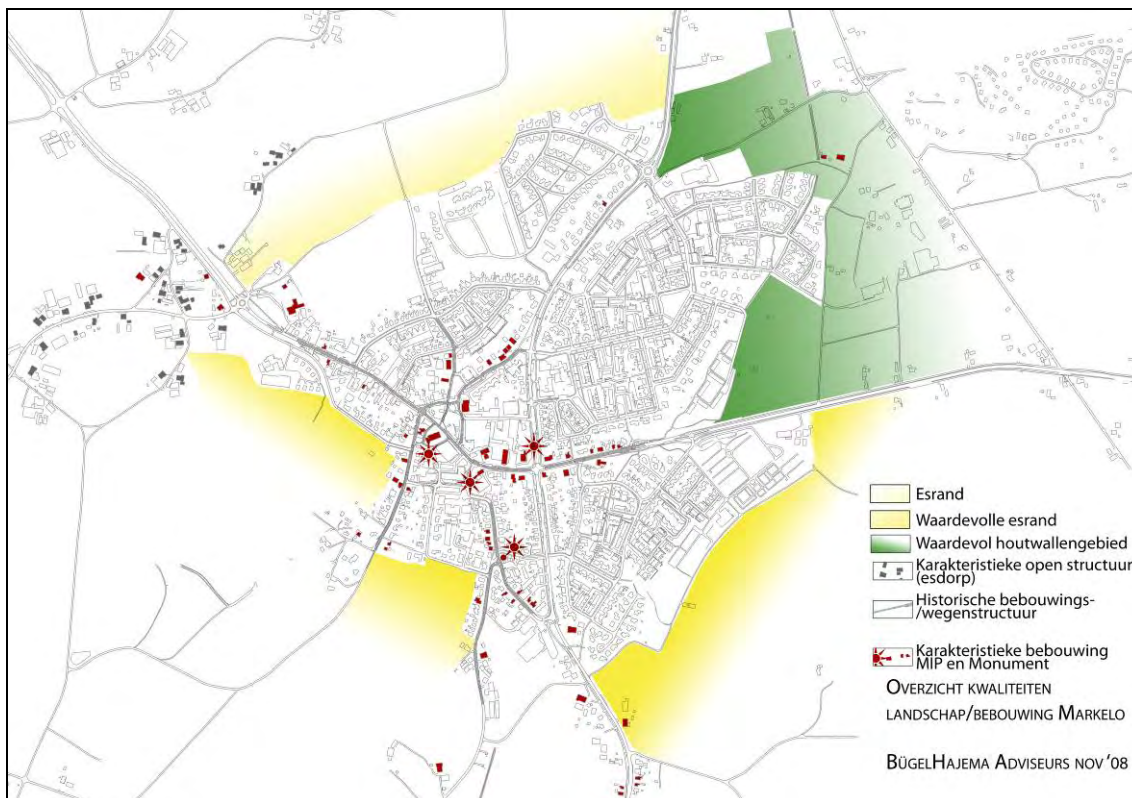 Esrand
Waardevolle esrand
Waardevol houtwallengebied
Karakteristieke open structuur
(esdorp)
Historische bebouwings-
/wegenstructuur
Karakteristieke bebouwing
MIP en Monument
OVERZICHT KWALITEITEN
LANDSCHAP/BEBOUWING MARKELO
BÜGELHAJEMA ADVISEURS NOV '08